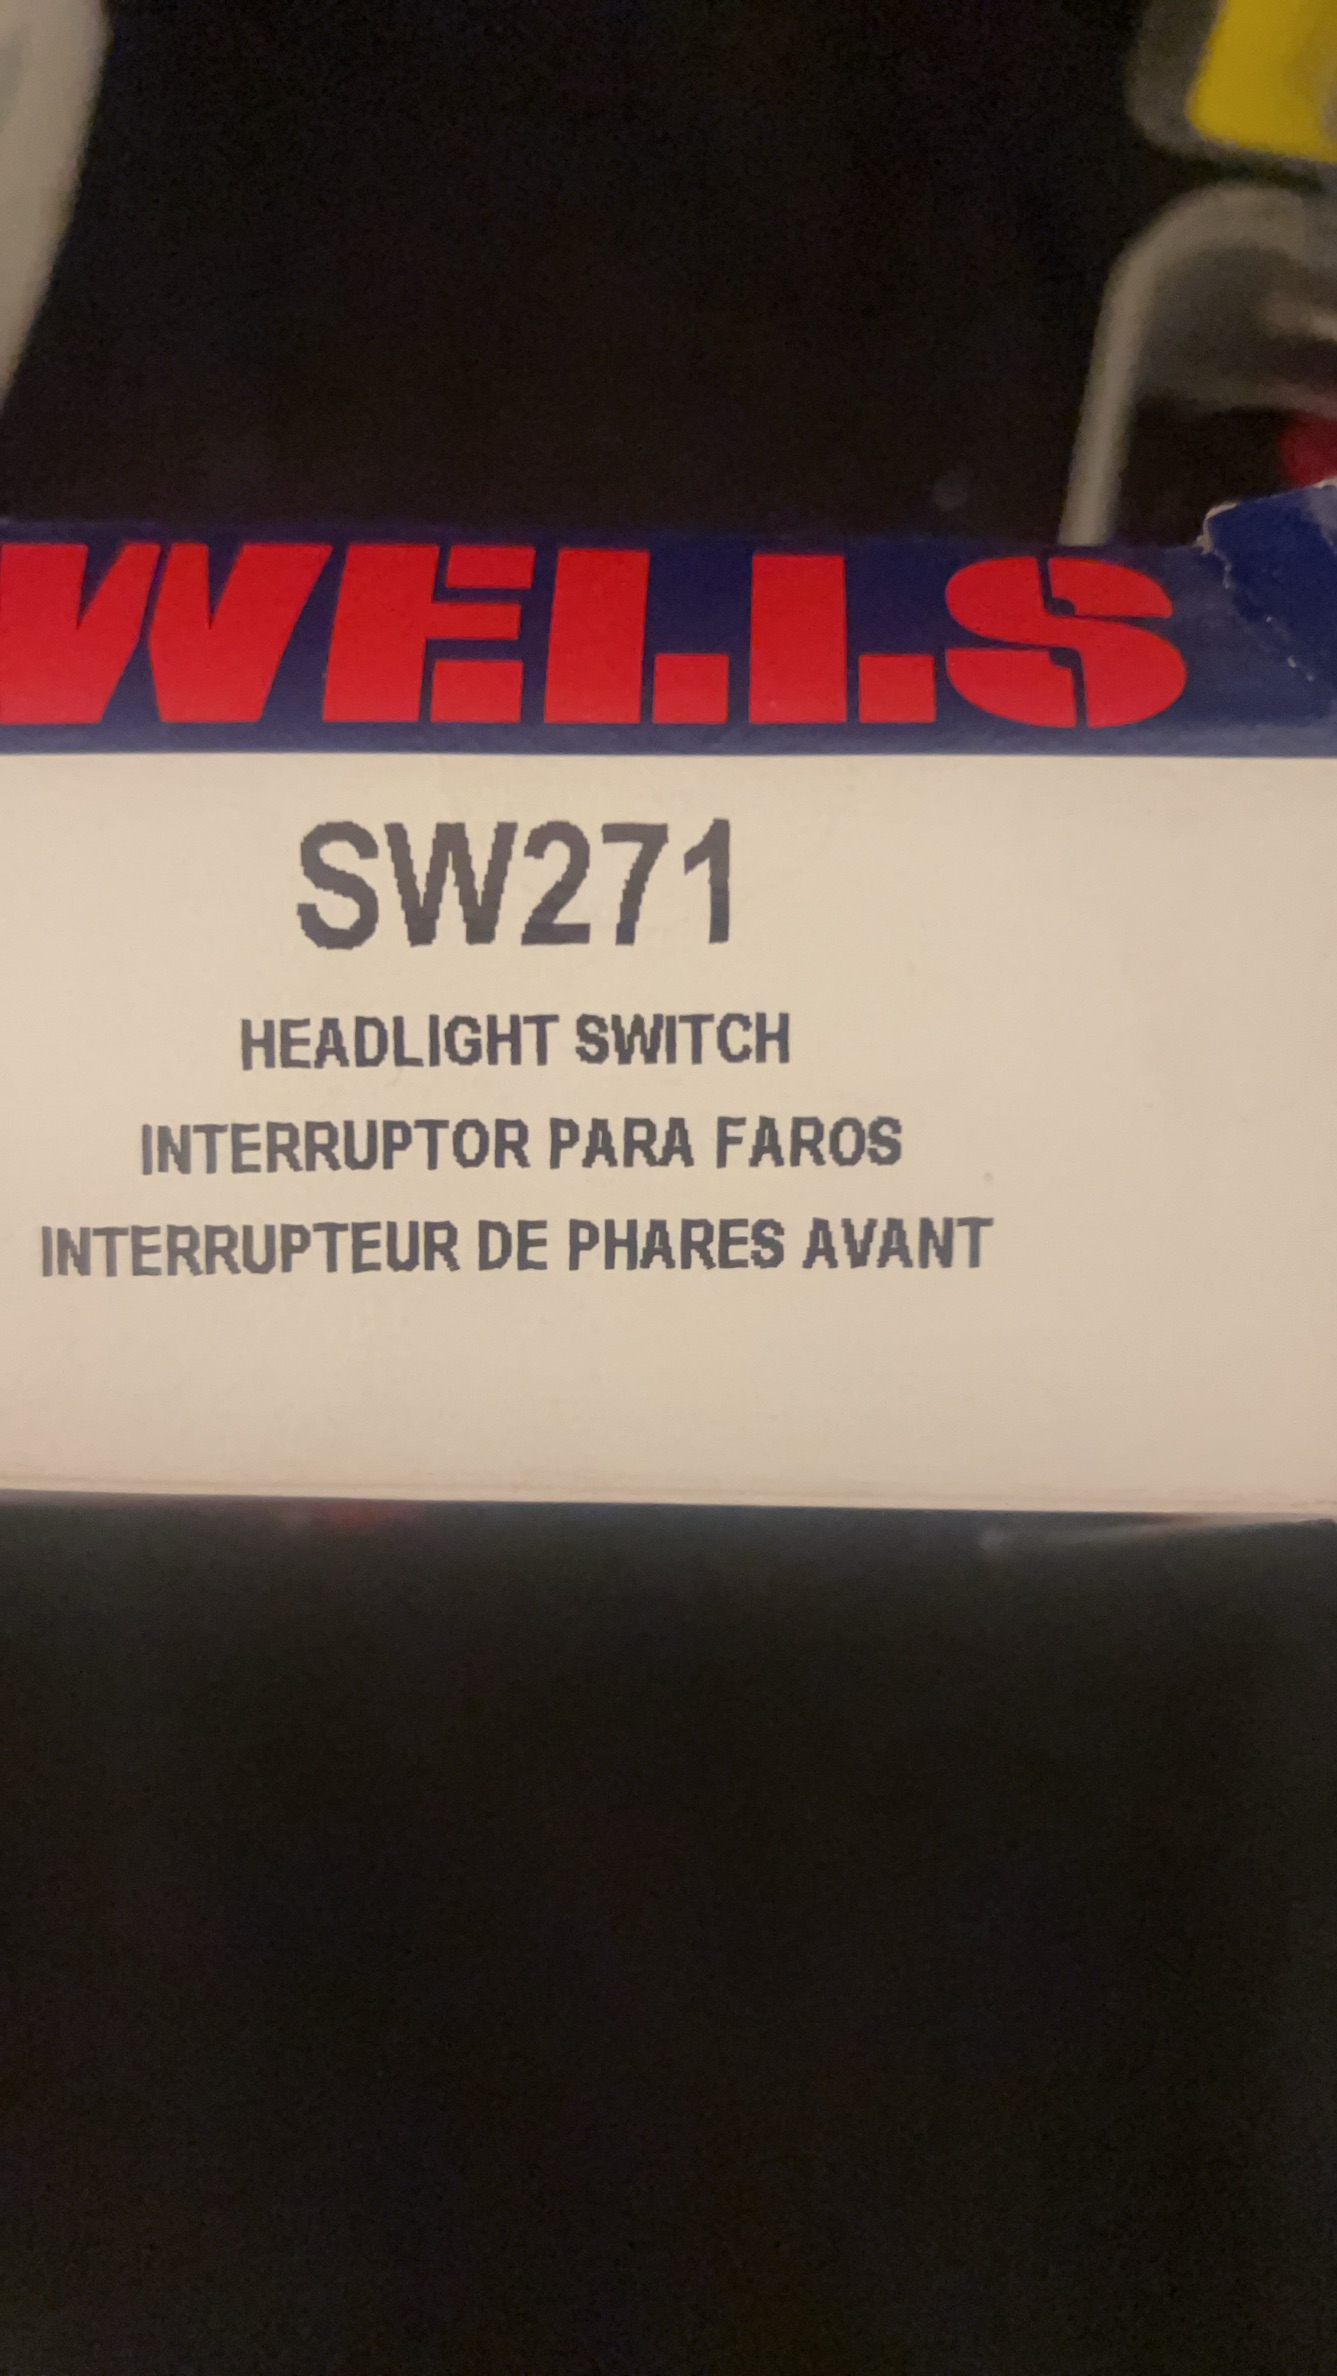 WELLS
SW271
HEADLIGHT SWITCH
INTERRUPTOR PARA FAROS
INTERRUPTEUR DE PHARES AVANT